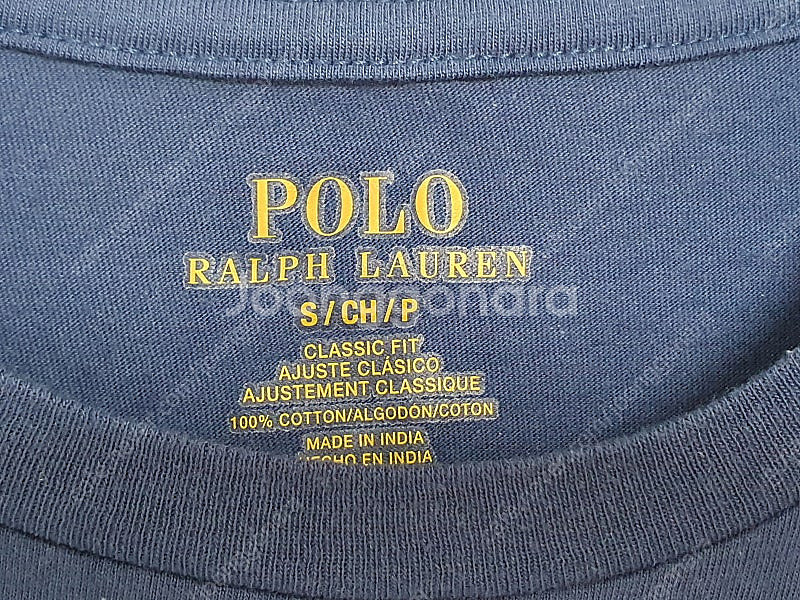 POLO
RALPH LAUREN
S/CH/P
CLASSIC FIT
AJUSTE CLÁSICO
AJUSTEMENT CLASSIQUE
100% COTTON/ALGODÓN/COTON
MADE IN INDIA
HECHO EN INDIA